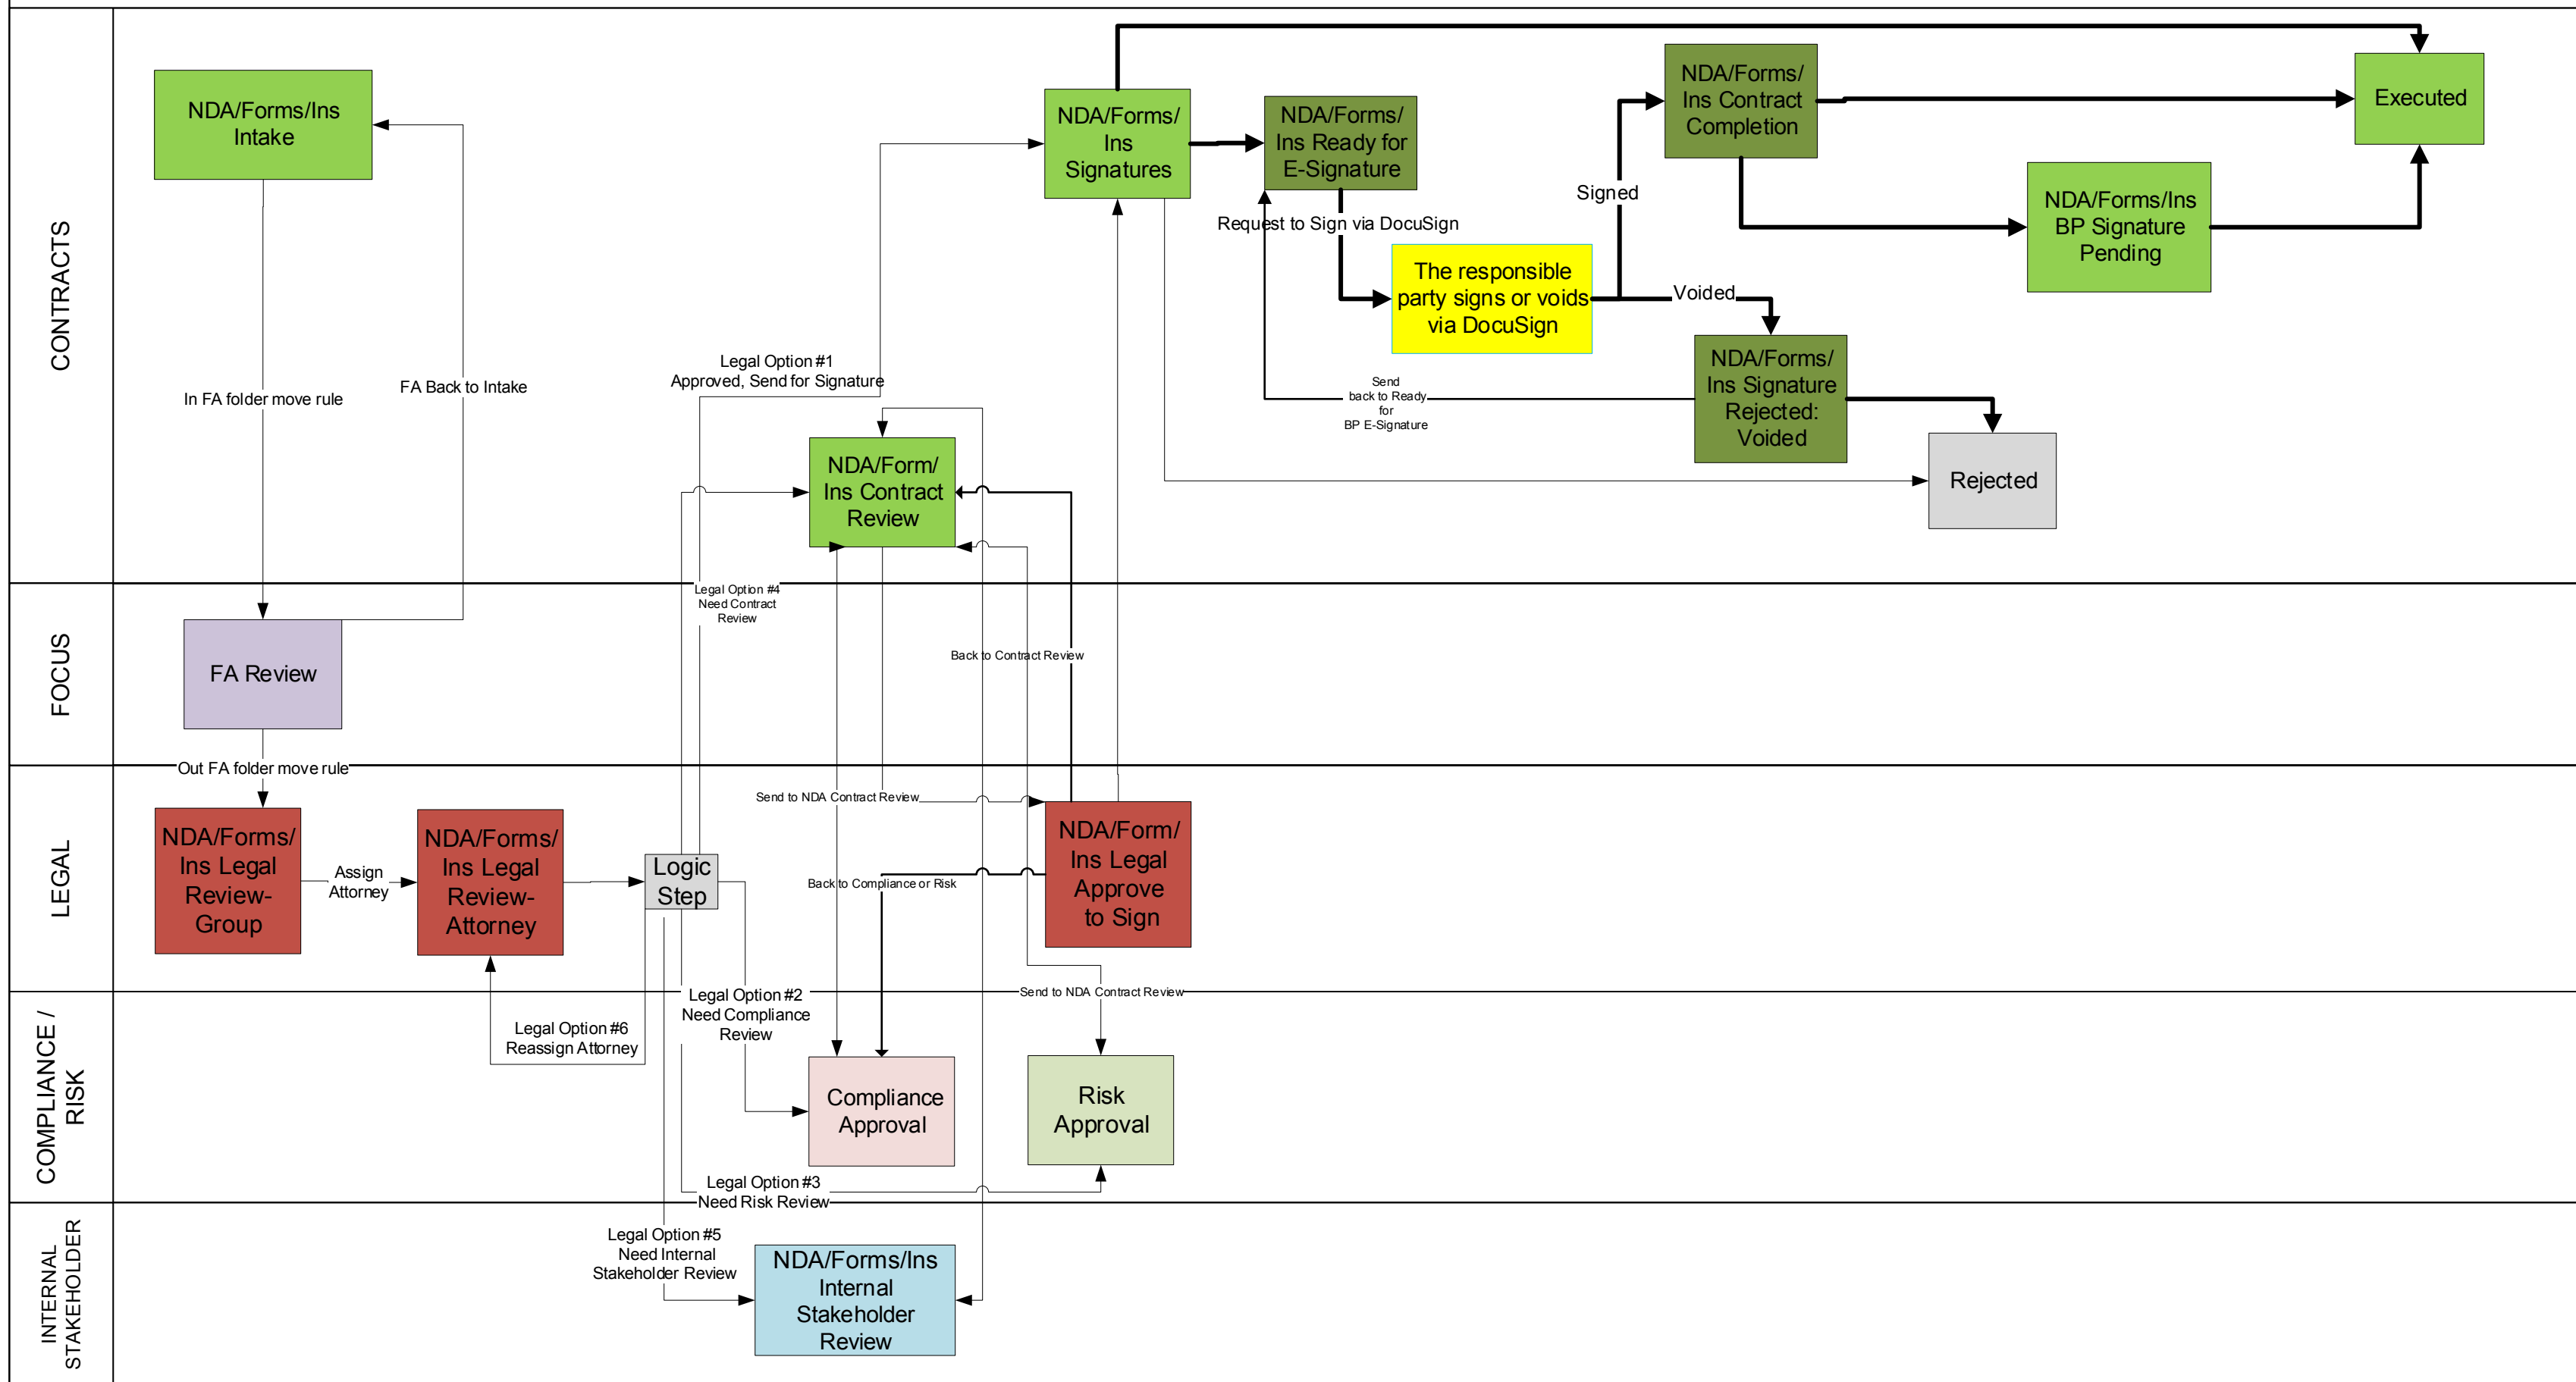 CONTRACTS
NDA/Forms/Ins
Intake
In FA folder move rule
FA Back to Intake
NDA/Forms/
Ins
Signatures
NDA/Forms/
Ins Ready for
E-Signature
Request to Sign via DocuSign
The responsible
party signs or voids
via DocuSign
Signed
Voided
NDA/Forms/
Ins Contract
Completion
Executed
NDA/Forms/Ins
BP Signature
Pending
NDA/Forms/
Ins Signature
Rejected:
Voided
Send
back to Ready
for
BP E-Signature
Rejected
Legal Option #1
Approved, Send for Signature
NDA/Form/
Ins Contract
Review
Legal Option #4
Need Contract
Review
FOCUS
FA Review
Back to Contract Review
Out FA folder move rule
LEGAL
NDA/Forms/
Ins Legal
Review-
Group
Assign
Attorney
NDA/Forms/
Ins Legal
Review-
Attorney
Logic
Step
Send to NDA Contract Review
Back to Compliance or Risk
NDA/Form/
Ins Legal
Approve
to Sign
COMPLIANCE /
RISK
Legal Option #6
Reassign Attorney
Legal Option #2
Need Compliance
Review
Send to NDA Contract Review
Compliance
Approval
Risk
Approval
Legal Option #3
Need Risk Review
INTERNAL
STAKEHOLDER
Legal Option #5
Need Internal
Stakeholder Review
NDA/Forms/Ins
Internal
Stakeholder
Review